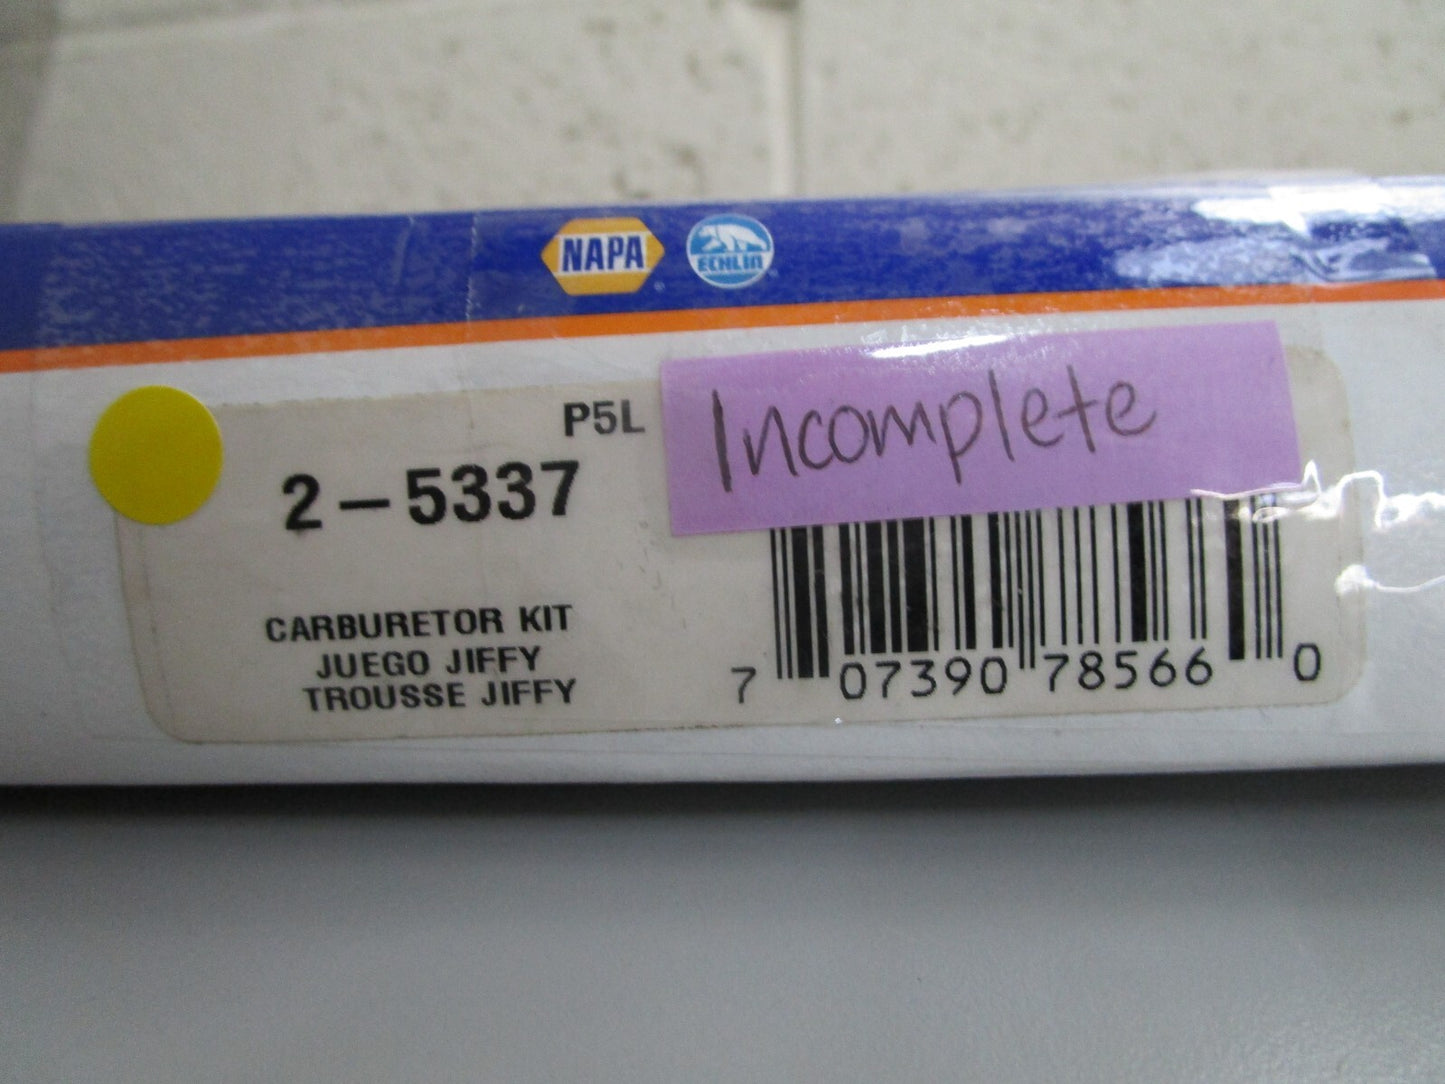 NAPA
ECHLIN
P5L
Incomplete
2-5337
CARBURETOR KIT
JUEGO JIFFY
TROUSSE JIFFY
7 07390 78566 0